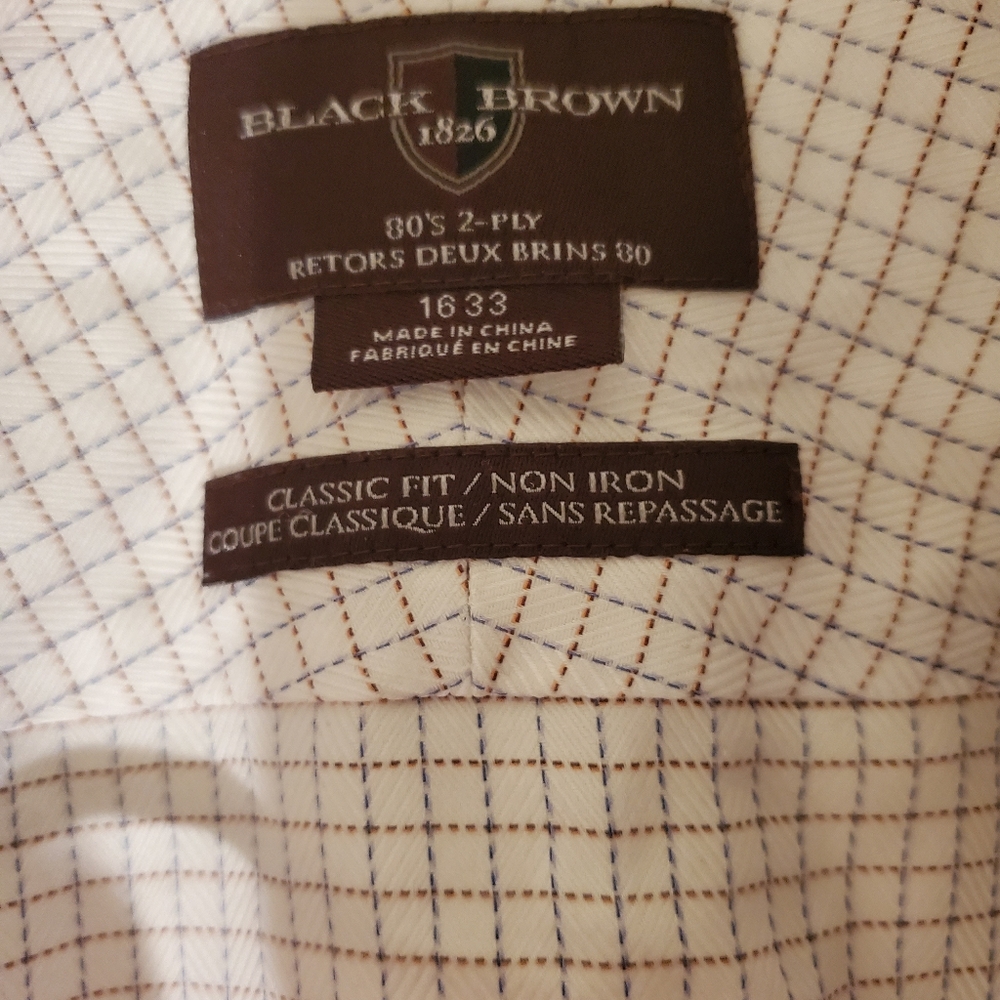 BLACK BROWN
1826
80'S 2-PLY
RETORS DEUX BRINS 80
16 33
MADE IN CHINA
FABRIQUÉ EN CHINE
CLASSIC FIT / NON IRON
COUPE CLASSIQUE / SANS REPASSAGE